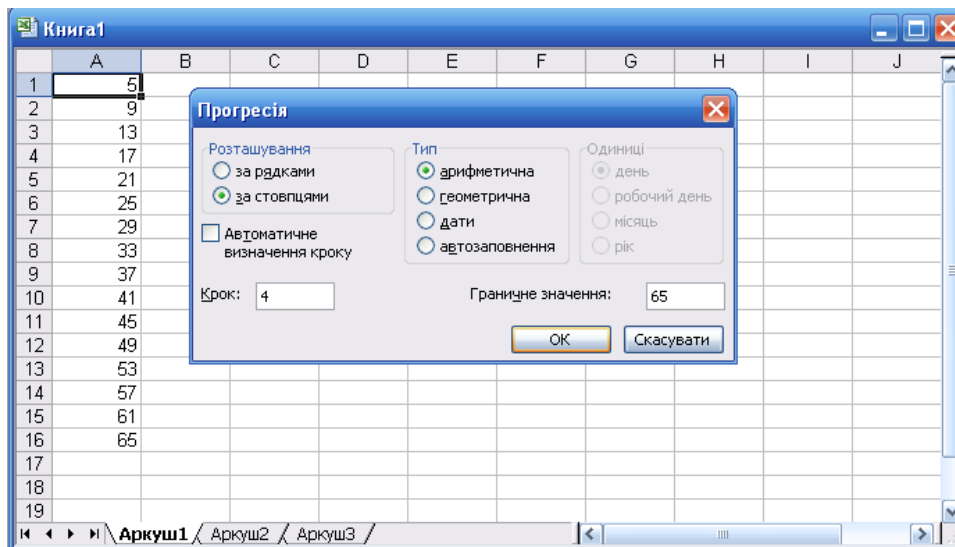 Книга1
A B C D E F G H I J
1 5
2 9
3 13
4 17
5 21
6 25
7 29
8 33
9 37
10 41
11 45
12 49
13 53
14 57
15 61
16 65
17
18
19
Прогресія
Розташування
за рядками
за стовпцями
Автоматичне
визначення кроку
Тип
арифметична
геометрична
дати
автозаповнення
Одиниці
день
робочий день
місяць
рік
Крок: 4
Граничне значення: 65
ОК Скасувати
Аркуш1 Аркуш2 Аркуш3